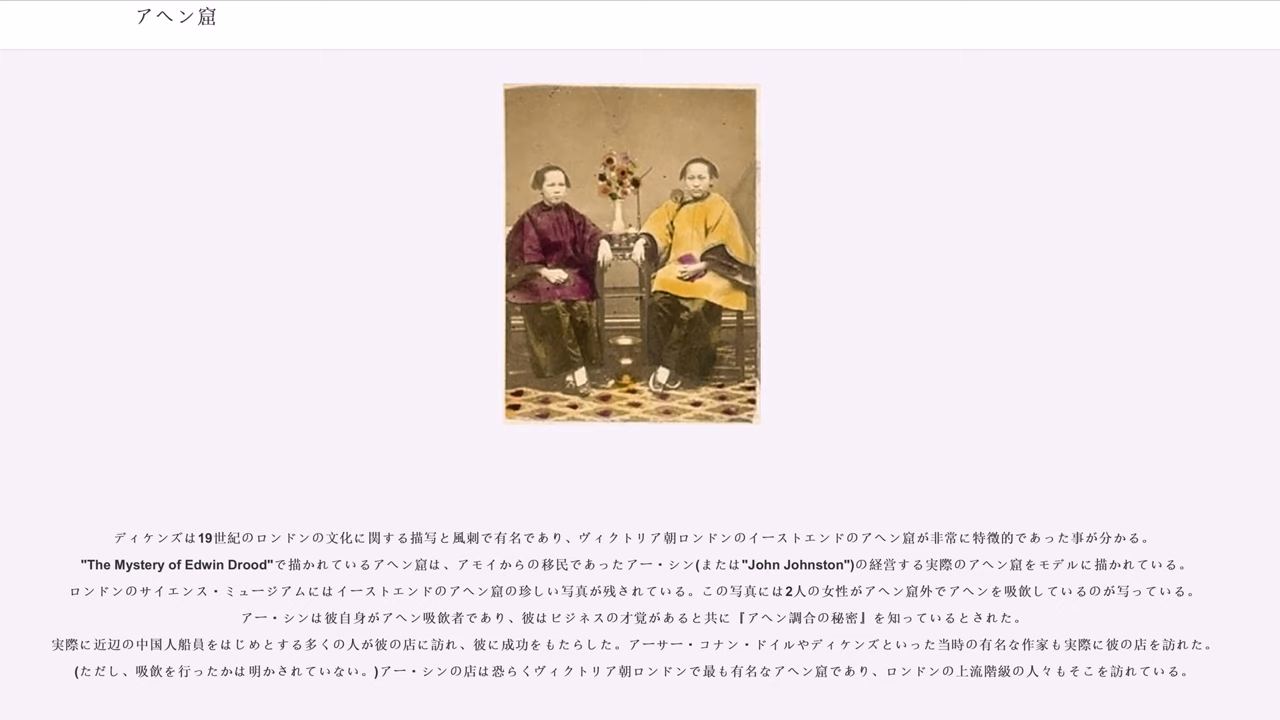 アヘン窟
ディケンズは19世紀のロンドンの文化に関する描写と風刺で有名であり、ヴィクトリア朝ロンドンのイーストエンドのアヘン窟が非常に特徴的であった事が分かる。
"The Mystery of Edwin Drood"で描かれているアヘン窟は、アモイからの移民であったアー・シン(または"John Johnston")の経営する実際のアヘン窟をモデルに描かれている。
ロンドンのサイエンス・ミュージアムにはイーストエンドのアヘン窟の珍しい写真が残されている。この写真には2人の女性がアヘン窟外でアヘンを吸飲しているのが写っている。
アー・シンは彼自身がアヘン吸飲者であり、彼はビジネスの才覚があると共に『アヘン調合の秘密』を知っているとされた。
実際に近辺の中国人船員をはじめとする多くの人が彼の店に訪れ、彼に成功をもたらした。アーサー・コナン・ドイルやディケンズといった当時の有名な作家も実際に彼の店を訪れた。
(ただし、吸飲を行ったかは明かされていない。)アー・シンの店は恐らくヴィクトリア朝ロンドンで最も有名なアヘン窟であり、ロンドンの上流階級の人々もそこを訪れている。